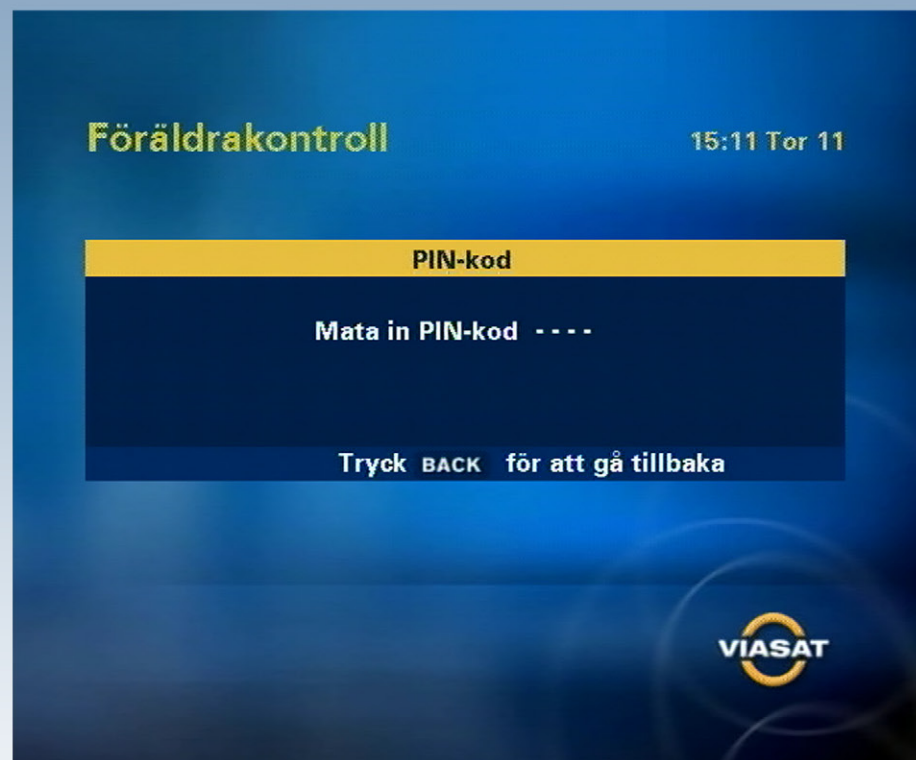 Föräldrakontroll
15:11 Tor 11
PIN-kod
Mata in PIN-kod ----
Tryck BACK för att gå tillbaka
VIASAT